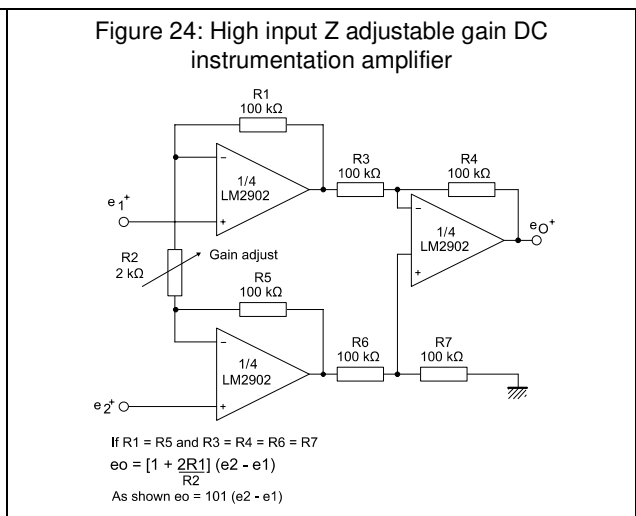 Figure 24: High input Z adjustable gain DC
instrumentation amplifier
R1
100 kΩ
R3
100 kΩ
R4
100 kΩ
-
1/4
LM2902
+
e1+
-
1/4
LM2902
+
eO+
R2
2 kΩ
Gain adjust
R5
100 kΩ
-
1/4
LM2902
+
R6
100 kΩ
R7
100 kΩ
e2+
If R1 = R5 and R3 = R4 = R6 = R7
eo = [1 + 2R1/R2] (e2 - e1)
As shown eo = 101 (e2 - e1)